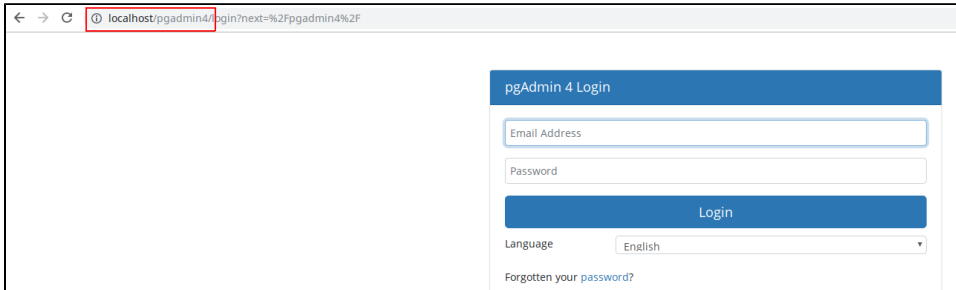 localhost/pgadmin4/login?next=%2Fpgadmin4%2F
pgAdmin 4 Login
Email Address
Password
Login
Language English
Forgotten your password?